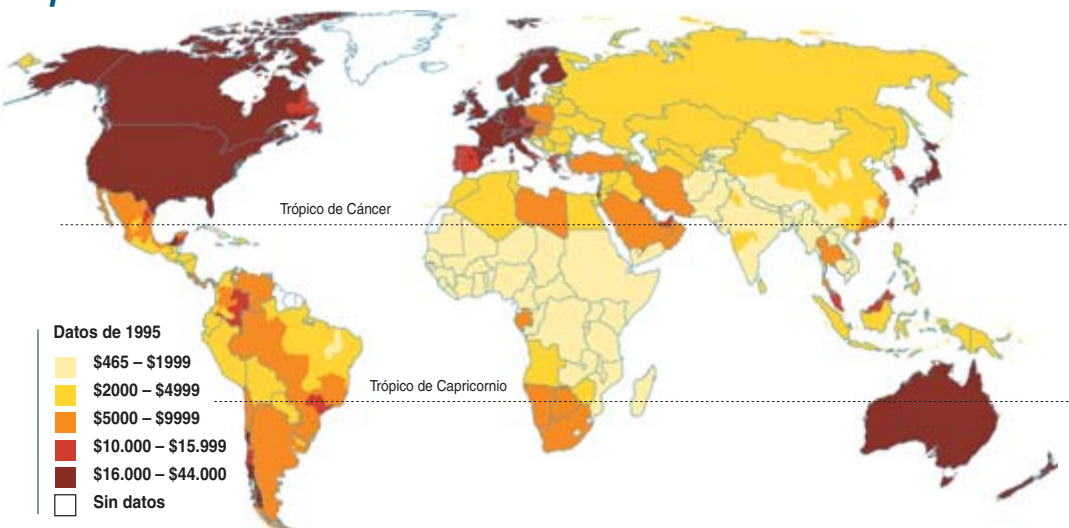 Trópico de Cáncer
Trópico de Capricornio
Datos de 1995
$465 – $1999
$2000 – $4999
$5000 – $9999
$10.000 – $15.999
$16.000 – $44.000
Sin datos